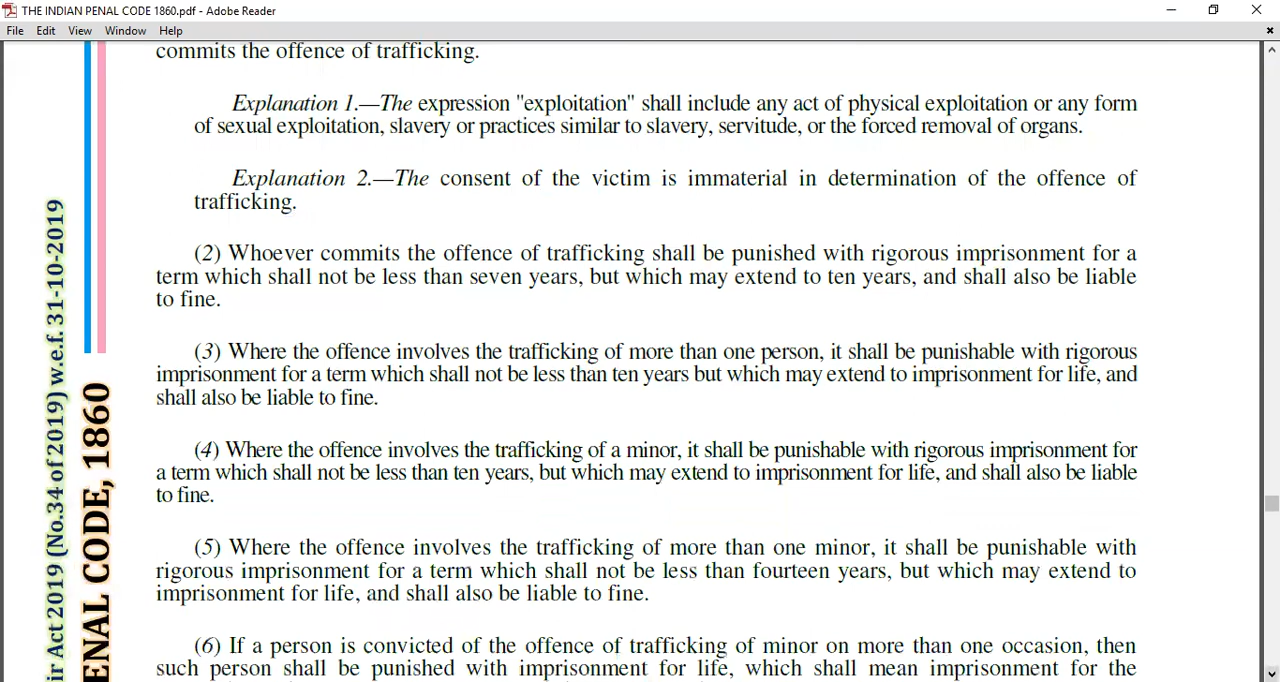 THE INDIAN PENAL CODE 1860.pdf - Adobe Reader
File Edit View Window Help
commits the offence of trafficking.
Explanation 1.—The expression "exploitation" shall include any act of physical exploitation or any form
of sexual exploitation, slavery or practices similar to slavery, servitude, or the forced removal of organs.
Explanation 2.—The consent of the victim is immaterial in determination of the offence of
trafficking.
(2) Whoever commits the offence of trafficking shall be punished with rigorous imprisonment for a
term which shall not be less than seven years, but which may extend to ten years, and shall also be liable
to fine.
(3) Where the offence involves the trafficking of more than one person, it shall be punishable with rigorous
imprisonment for a term which shall not be less than ten years but which may extend to imprisonment for life, and
shall also be liable to fine.
(4) Where the offence involves the trafficking of a minor, it shall be punishable with rigorous imprisonment for
a term which shall not be less than ten years, but which may extend to imprisonment for life, and shall also be liable
to fine.
(5) Where the offence involves the trafficking of more than one minor, it shall be punishable with
rigorous imprisonment for a term which shall not be less than fourteen years, but which may extend to
imprisonment for life, and shall also be liable to fine.
(6) If a person is convicted of the offence of trafficking of minor on more than one occasion, then
such person shall be punished with imprisonment for life, which shall mean imprisonment for the
ir Act 2019 (No.34 of 2019) w.e.f. 31-10-2019
ENAL CODE, 1860